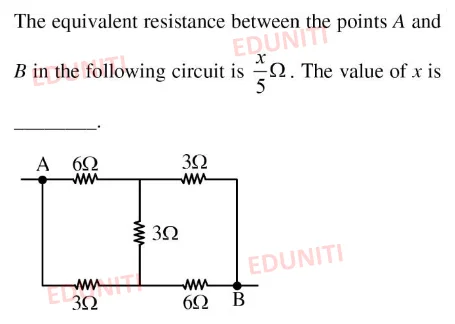 The equivalent resistance between the points A and
EDUNITI
B in the following circuit is x/5 Ω. The value of x is
EDUNITI
________.
A 6Ω 3Ω
3Ω
EDUNITI
EDUNITI
3Ω 6Ω B